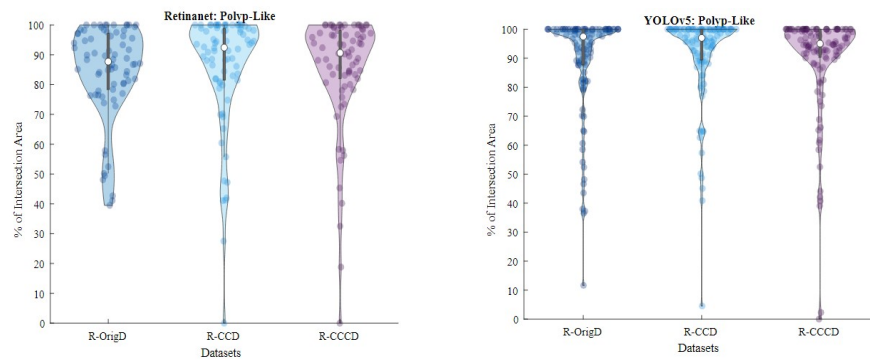 Retinanet: Polyp-Like
100
90
80
70
60
50
40
30
20
10
0
% of Intersection Area
R-OrigD
R-CCD
R-CCCD
Datasets
YOLOv5: Polyp-Like
100
90
80
70
60
50
40
30
20
10
0
% of Intersection Area
R-OrigD
R-CCD
R-CCCD
Datasets